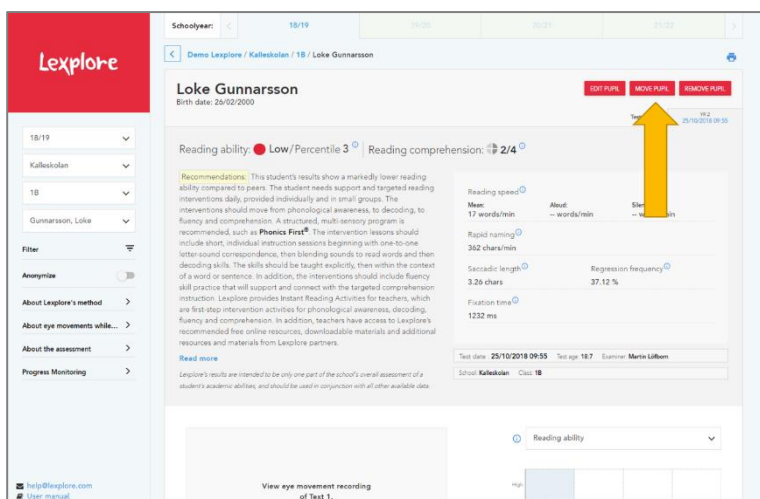 Schoolyear: < 18/19 19/20 20/21 21/22 >
Lexplore
< Demo Lexplore / Kalleskolan / 1B / Loke Gunnarsson
Loke Gunnarsson
Birth date: 26/02/2000
EDIT PUPIL MOVE PUPIL REMOVE PUPIL
YR 2
25/10/2018 09:55
18/19
Kalleskolan
1B
Gunnarsson, Loke
Filter
Anonymize
About Lexplore's method >
About eye movements while... >
About the assessment >
Progress Monitoring >
help@lexplore.com
User manual
Reading ability: Low/Percentile 3 Reading comprehension: 2/4
Recommendations: This student's results show a markedly lower reading
ability compared to peers. The student needs support and targeted reading
interventions daily, provided individually and in small groups. The
interventions should move from phonological awareness, to decoding, to
fluency and comprehension. A structured, multi-sensory program is
recommended, such as Phonics First®. The intervention lessons should
include short, individual instruction sessions beginning with one-to-one
letter-sound correspondence, then blending sounds to read words and then
decoding skills. The skills should be taught explicitly, then within the context
of a word or sentence. In addition, the interventions should include fluency
skill practice that will support and connect with the targeted comprehension
instruction. Lexplore provides Instant Reading Activities for teachers, which
are first-step intervention activities for phonological awareness, decoding,
fluency and comprehension. In addition, teachers have access to Lexplore's
recommended free online resources, downloadable materials and additional
resources and materials from Lexplore partners.
Read more
Lexplore's results are intended to be only one part of the school's overall assessment of a
student's academic abilities, and should be used in conjunction with all other available data.
Reading speed
Mean: Aloud:
17 words/min -- words/min
Rapid naming
362 chars/min
Saccadic length Regression frequency
3.26 chars 37.12 %
Fixation time
1232 ms
Test date: 25/10/2018 09:55 Test age: 18:7 Examiner: Martin Löfbom
School: Kalleskolan Class: 1B
View eye movement recording
of Text 1.
Reading ability
High